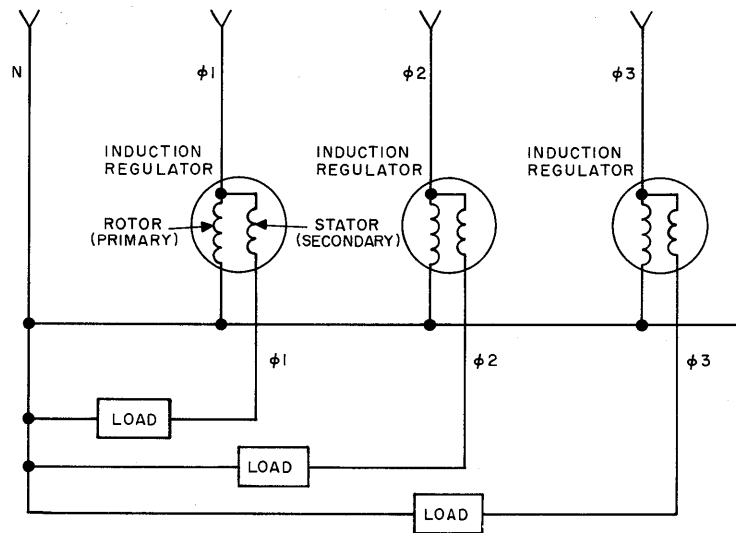 N
φ1
φ2
φ3
INDUCTION
REGULATOR
INDUCTION
REGULATOR
INDUCTION
REGULATOR
ROTOR
(PRIMARY)
STATOR
(SECONDARY)
φ1
φ2
φ3
LOAD
LOAD
LOAD